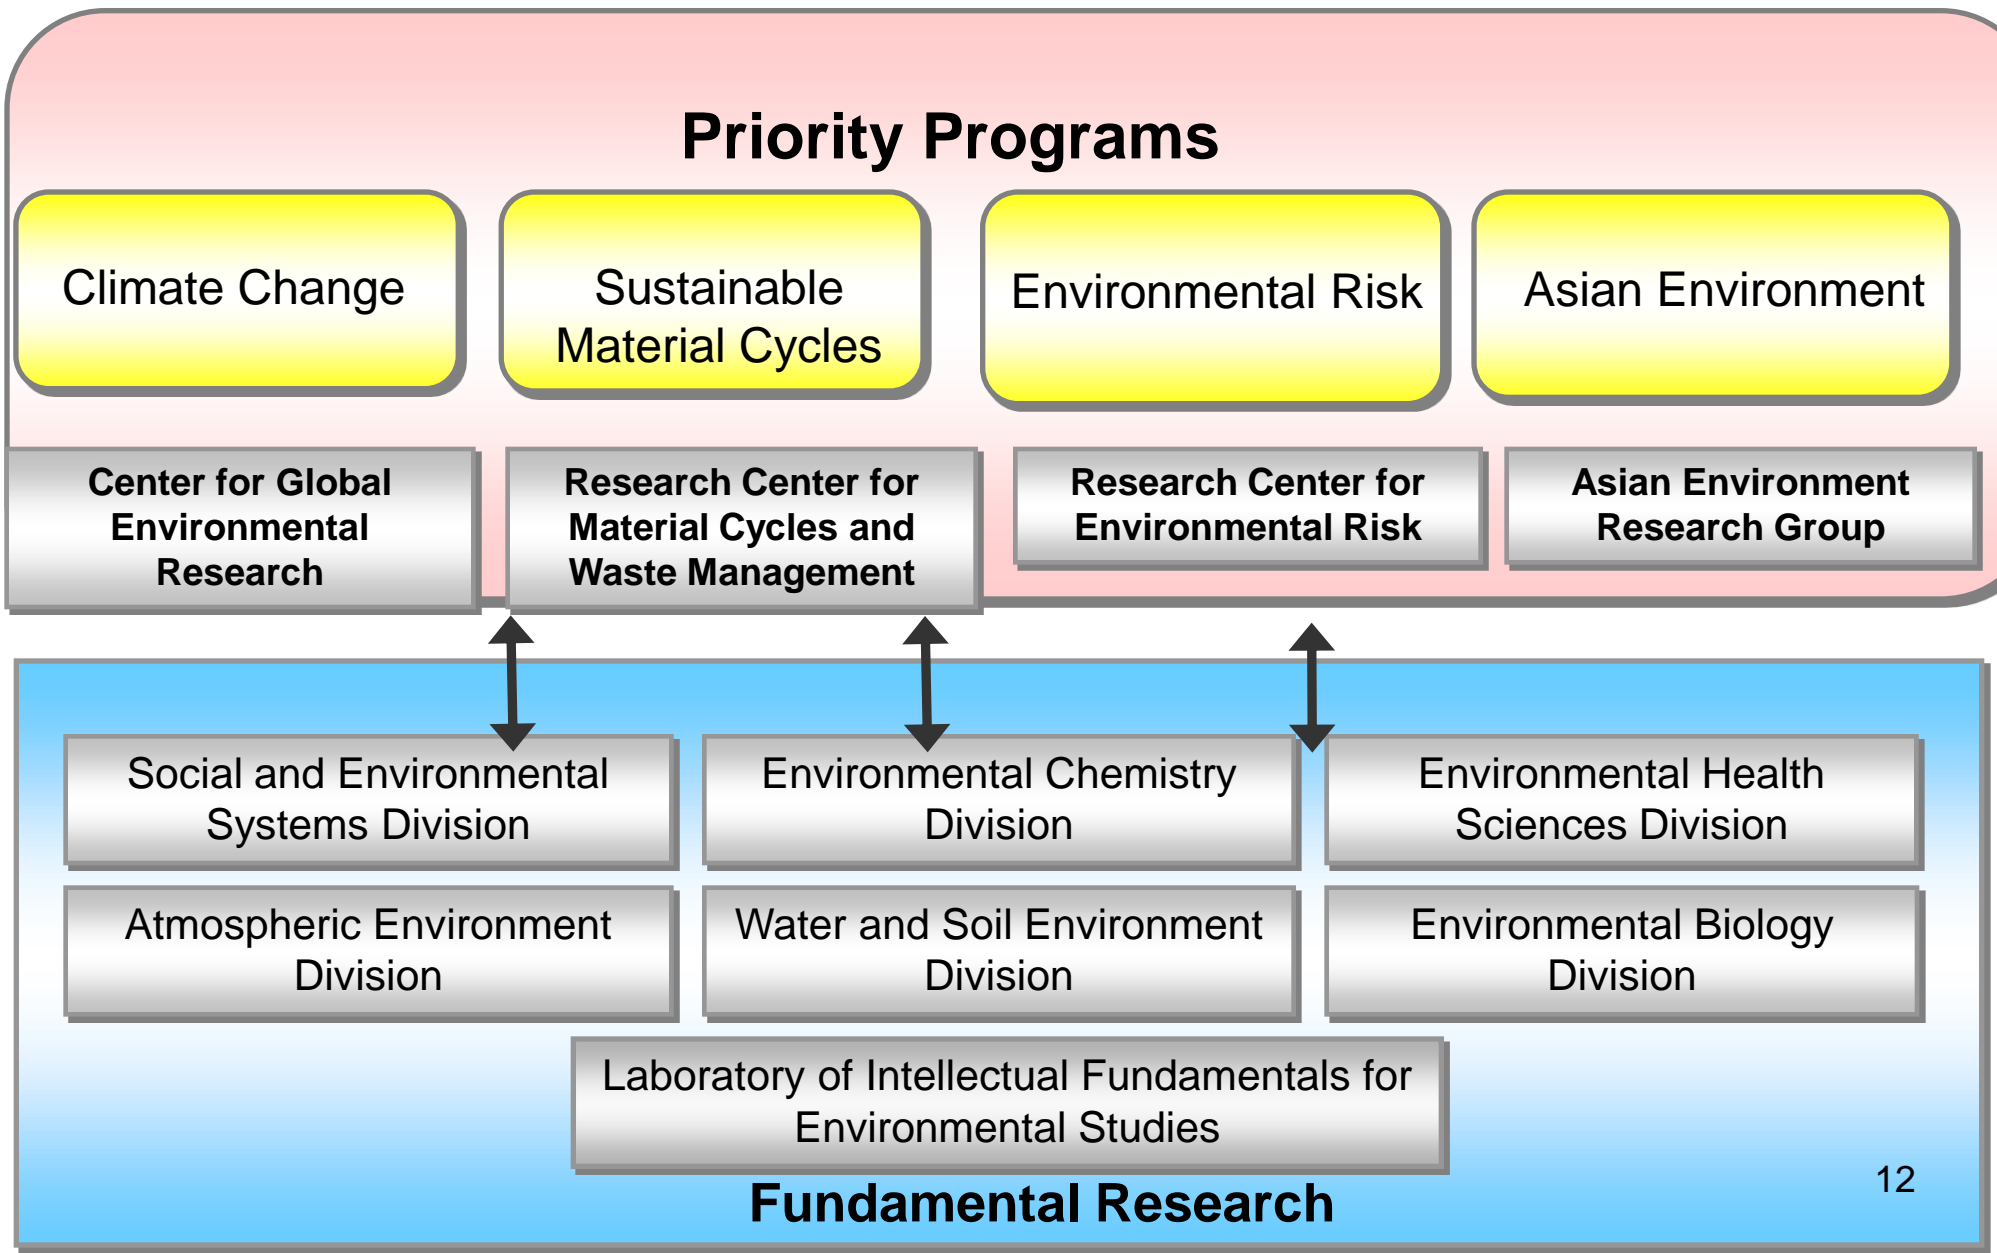 Priority Programs
Climate Change
Sustainable
Material Cycles
Environmental Risk
Asian Environment
Center for Global
Environmental
Research
Research Center for
Material Cycles and
Waste Management
Research Center for
Environmental Risk
Asian Environment
Research Group
Social and Environmental
Systems Division
Environmental Chemistry
Division
Environmental Health
Sciences Division
Atmospheric Environment
Division
Water and Soil Environment
Division
Environmental Biology
Division
Laboratory of Intellectual Fundamentals for
Environmental Studies
12
Fundamental Research